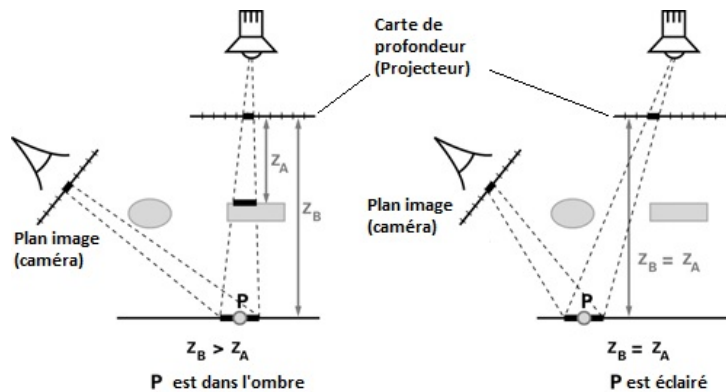 Carte de
profondeur
(Projecteur)
Z_A
Z_B
Plan image
(caméra)
P
Z_B > Z_A
P est dans l'ombre
Plan image
(caméra)
Z_B = Z_A
P
Z_B = Z_A
P est éclairé